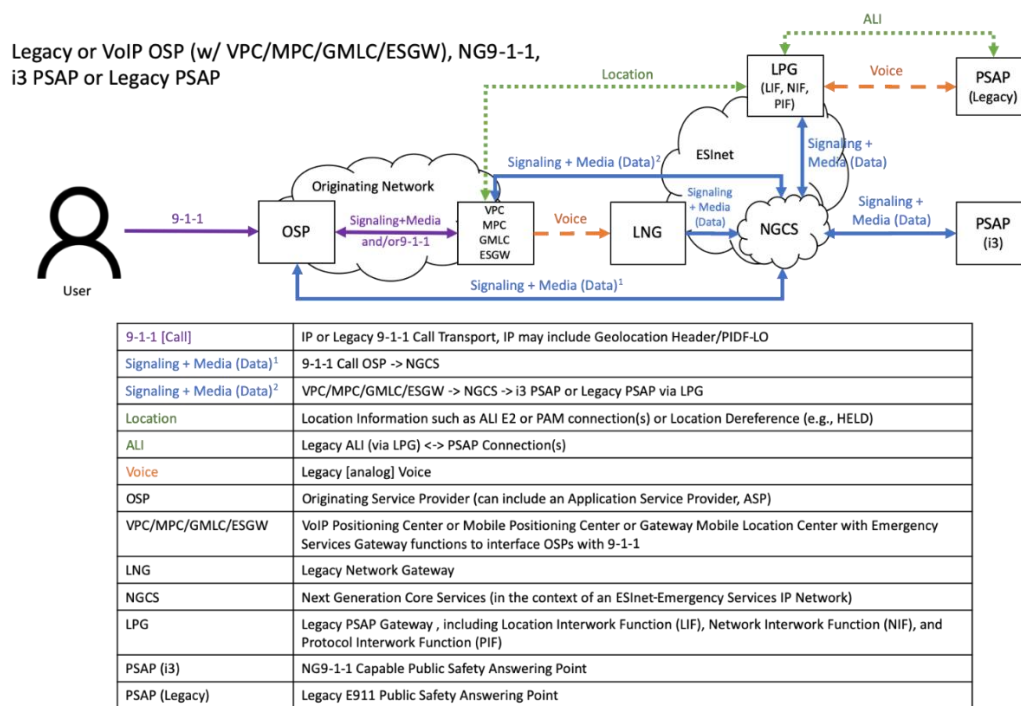 Legacy or VoIP OSP (w/ VPC/MPC/GMLC/ESGW), NG9-1-1,
i3 PSAP or Legacy PSAP
ALI
Location
LPG
(LIF, NIF,
PIF)
Voice
PSAP
(Legacy)
ESInet
Signaling +
Media (Data)
Signaling + Media (Data)2
Originating Network
9-1-1
OSP
Signaling+Media
and/or9-1-1
VPC
MPC
GMLC
ESGW
Voice
LNG
Signaling
+ Media
(Data)
NGCS
Signaling +
Media (Data)
PSAP
(i3)
User
Signaling + Media (Data)1
9-1-1 [Call] IP or Legacy 9-1-1 Call Transport, IP may include Geolocation Header/PIDF-LO
Signaling + Media (Data)1 9-1-1 Call OSP -> NGCS
Signaling + Media (Data)2 VPC/MPC/GMLC/ESGW -> NGCS -> i3 PSAP or Legacy PSAP via LPG
Location Location Information such as ALI E2 or PAM connection(s) or Location Dereference (e.g., HELD)
ALI Legacy ALI (via LPG) <-> PSAP Connection(s)
Voice Legacy [analog] Voice
OSP Originating Service Provider (can include an Application Service Provider, ASP)
VPC/MPC/GMLC/ESGW VoIP Positioning Center or Mobile Positioning Center or Gateway Mobile Location Center with Emergency
Services Gateway functions to interface OSPs with 9-1-1
LNG Legacy Network Gateway
NGCS Next Generation Core Services (in the context of an ESInet-Emergency Services IP Network)
LPG Legacy PSAP Gateway , including Location Interwork Function (LIF), Network Interwork Function (NIF), and
Protocol Interwork Function (PIF)
PSAP (i3) NG9-1-1 Capable Public Safety Answering Point
PSAP (Legacy) Legacy E911 Public Safety Answering Point